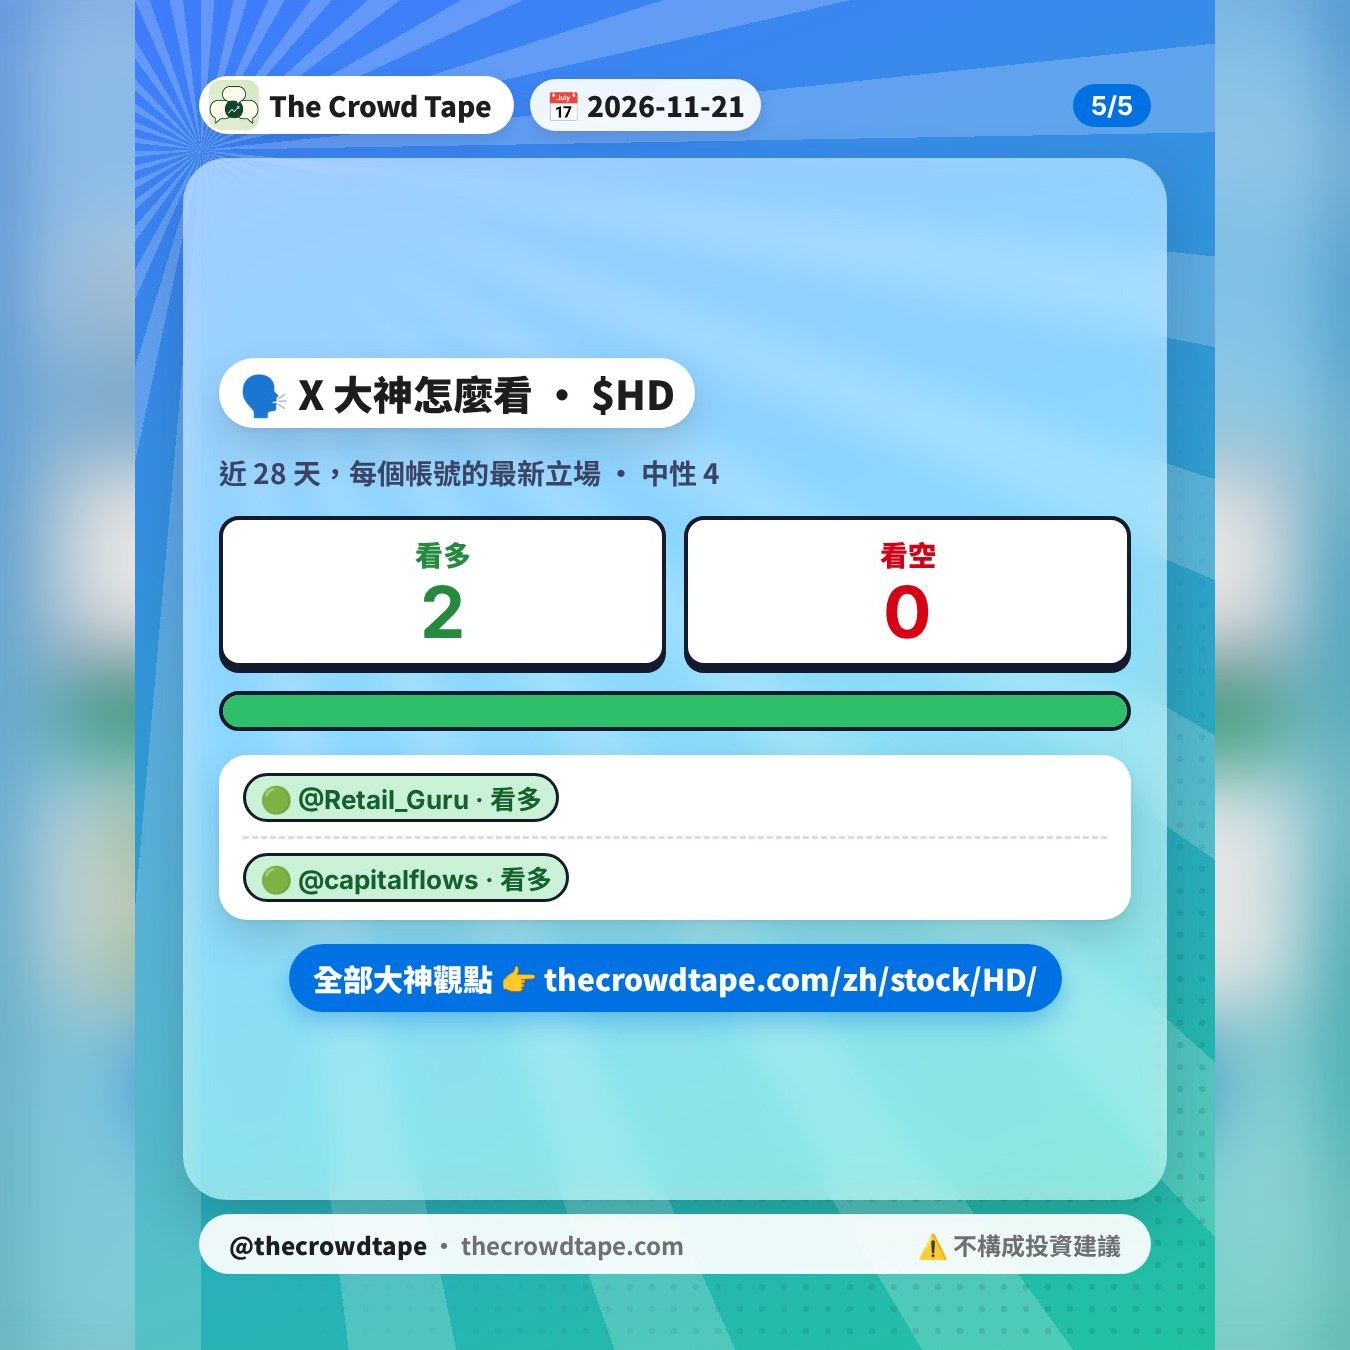 The Crowd Tape
📅 2026-11-21
5/5
🗣️ X 大神怎麼看 · $HD
近 28 天，每個帳號的最新立場 · 中性 4
看多
2
看空
0
🟢 @Retail_Guru · 看多
🟢 @capitalflows · 看多
全部大神觀點 👉 thecrowdtape.com/zh/stock/HD/
@thecrowdtape · thecrowdtape.com
⚠️ 不構成投資建議